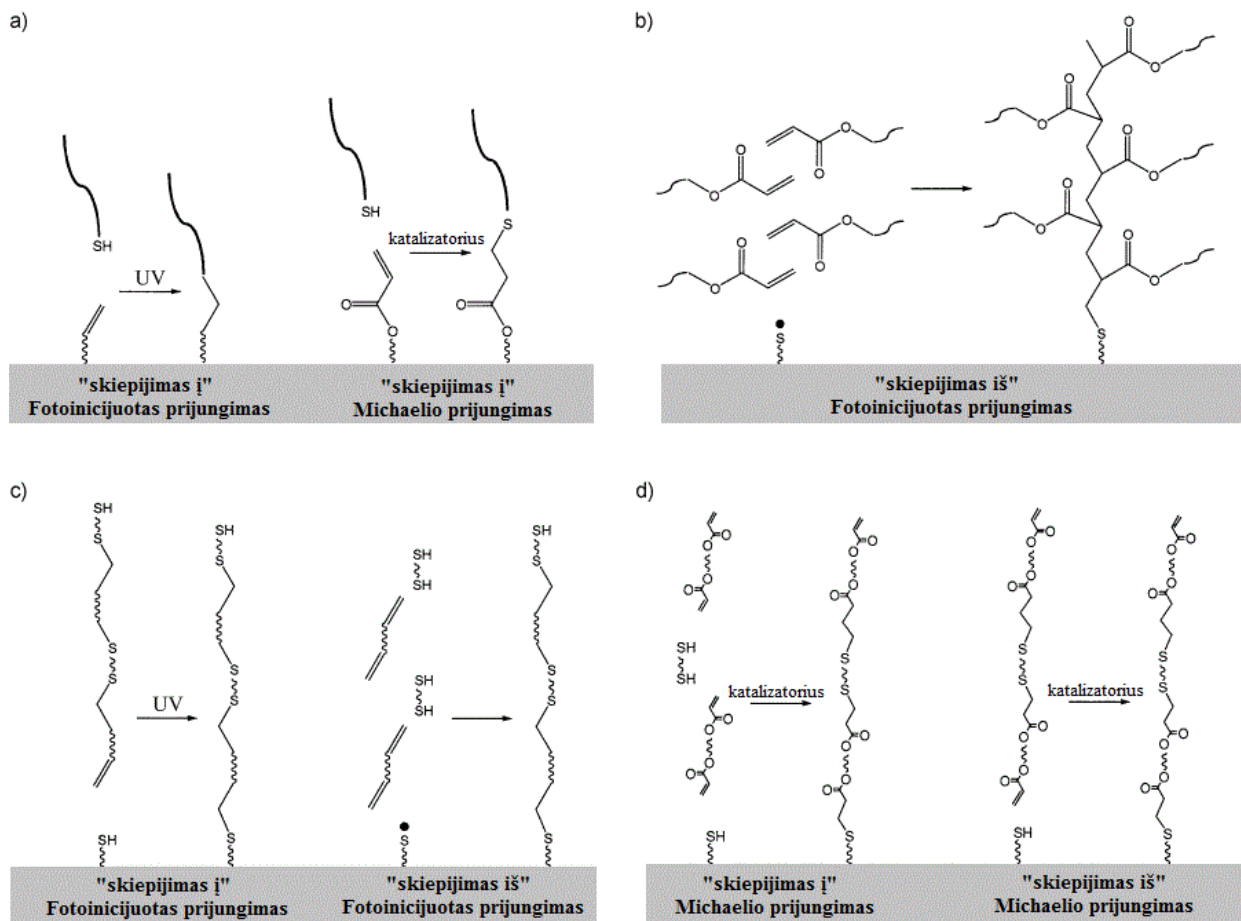 a)
SH
UV
"skiepijimas į"
Fotoinicijuotas prijungimas
SH
katalizatorius
O
O
S
O
O
"skiepijimas į"
Michaelio prijungimas
b)
O
O
O
O
O
O
O
O
S
O
O
O
O
O
O
O
O
O
O
S
"skiepijimas iš"
Fotoinicijuotas prijungimas
c)
SH
S
S
S
UV
SH
SH
S
S
S
"skiepijimas į"
Fotoinicijuotas prijungimas
SH
SH
SH
SH
S
SH
S
S
S
"skiepijimas iš"
Fotoinicijuotas prijungimas
d)
O
O
O
O
SH
SH
O
O
O
O
SH
katalizatorius
O
O
O
O
S
S
O
O
O
O
S
"skiepijimas į"
Michaelio prijungimas
O
O
O
O
S
S
O
O
O
O
SH
katalizatorius
O
O
O
O
S
S
O
O
O
O
S
"skiepijimas iš"
Michaelio prijungimas